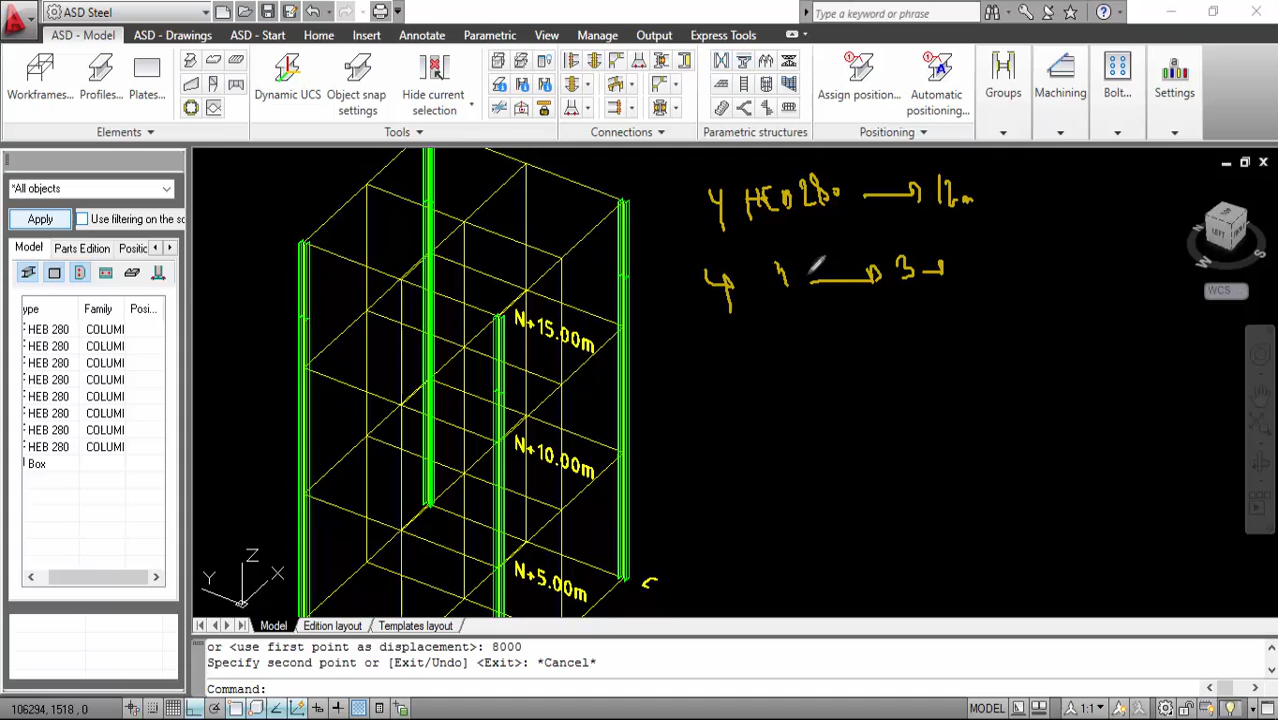 ASD Steel
Type a keyword or phrase
ASD - Model
ASD - Drawings
ASD - Start
Home
Insert
Annotate
Parametric
View
Manage
Output
Express Tools
Workframes...
Profiles...
Plates...
Dynamic UCS
Object snap settings
Hide current selection
Assign position...
Automatic positioning...
Groups
Machining
Bolt...
Settings
Elements
Tools
Connections
Parametric structures
Positioning
*All objects
Apply
Use filtering on the sc
Model
Parts Edition
Positic
ype
Family
Posi...
HEB 280 COLUMI
HEB 280 COLUMI
HEB 280 COLUMI
HEB 280 COLUMI
HEB 280 COLUMI
HEB 280 COLUMI
HEB 280 COLUMI
HEB 280 COLUMI
Box
4 HEB280 → 12m
N+15.00m
N+10.00m
N+5.00m
Z
Y
X
N
W
S
LEFT
WCS
Model
Edition layout
Templates layout
or <use first point as displacement>: 8000
Specify second point or [Exit/Undo] <Exit>: *Cancel*
Command:
106294, 1518 , 0
MODEL
1:1